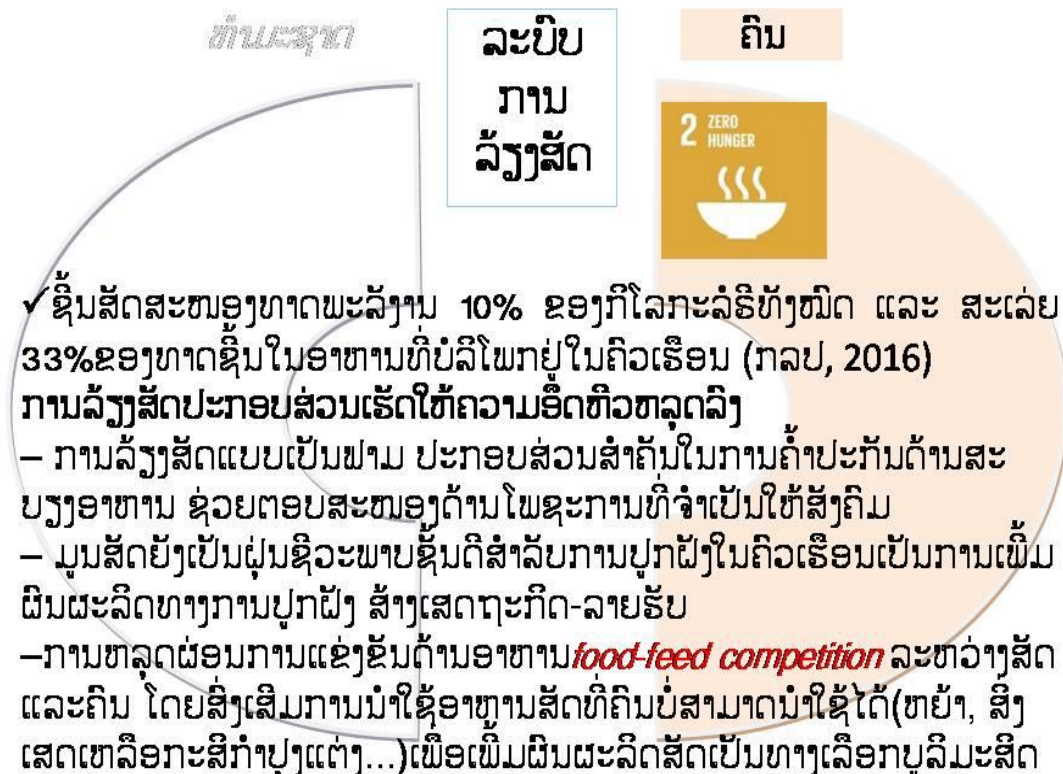 ທຳມະຊາດ
ລະບົບ
ການ
ລ້ຽງສັດ
ຄົນ
2 ZERO
HUNGER
✓ຊີ້ນສັດສະໜອງທາດພະລັງານ 10% ຂອງກິໂລກະລໍຣີທັງໝົດ ແລະ ສະເລ່ຍ
33%ຂອງທາດຊີ້ນໃນອາຫານທີ່ບໍລິໂພກຢູ່ໃນຄົວເຮືອນ (ກລປ, 2016)
ການລ້ຽງສັດປະກອບສ່ວນເຮັດໃຫ້ຄວາມອຶດຫີວຫລຸດລົງ
– ການລ້ຽງສັດແບບເປັນຟາມ ປະກອບສ່ວນສຳຄັນໃນການຄ້ຳປະກັນດ້ານສະ
ບຽງອາຫານ ຊ່ວຍຕອບສະໜອງດ້ານໂພຊະການທີ່ຈຳເປັນໃຫ້ສັງຄົມ
– ມູນສັດຍັງເປັນຝຸ່ນຊີວະພາບຊັ້ນດີສຳລັບການປູກຝັງໃນຄົວເຮືອນເປັນການເພີ້ມ
ຜົນຜະລິດທາງການປູກຝັງ ສ້າງເສດຖະກິດ-ລາຍຮັບ
–ການຫລຸດຜ່ອນການແຂ່ງຂັນດ້ານອາຫານfood-feed competition ລະຫວ່າງສັດ
ແລະຄົນ ໂດຍສົ່ງເສີມການນຳໃຊ້ອາຫານສັດທີ່ຄົນບໍ່ສາມາດນຳໃຊ້ໄດ້(ຫຍ້າ, ສິ່ງ
ເສດເຫລືອກະສິກຳປຸງແຕ່ງ...)ເພື່ອເພີ້ມຜົນຜະລິດສັດເປັນທາງເລືອກບູລິມະສິດ